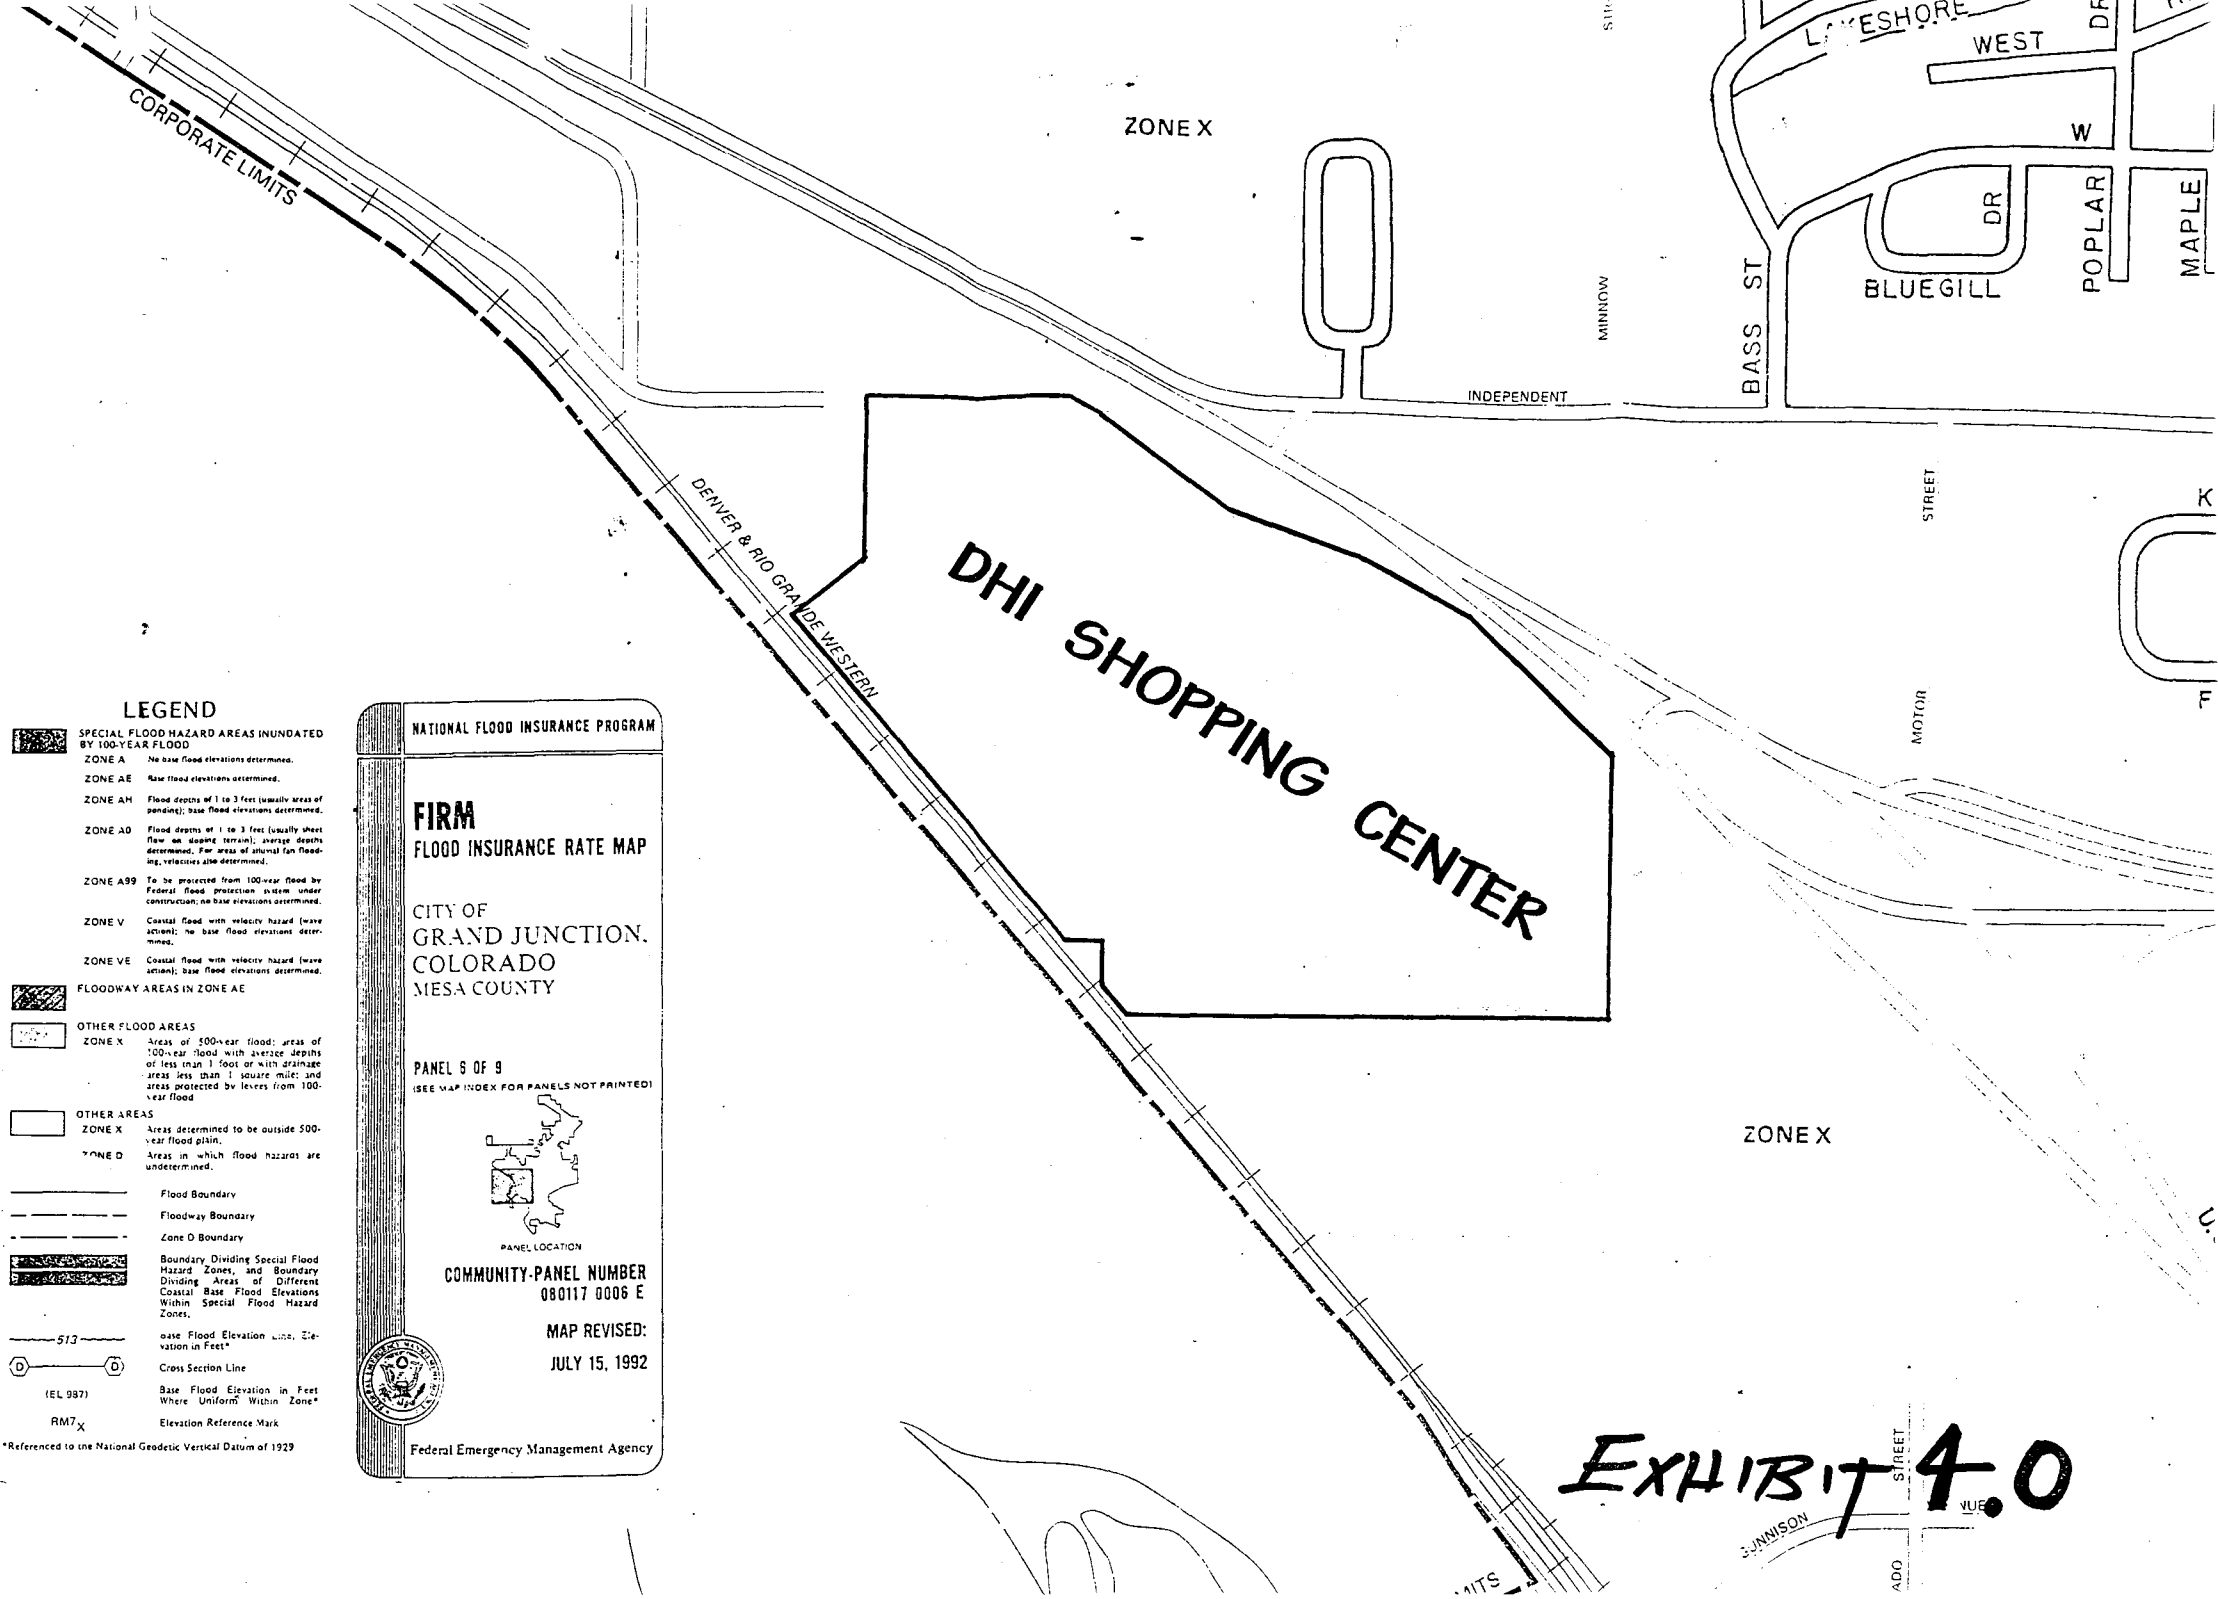 LAKESHORE
DR
WEST
ZONE X
W
CORPORATE LIMITS
DR
POPLAR
MAPLE
BLUEGILL
BASS ST
MINNOW
INDEPENDENT
STREET
K
DENVER & RIO GRANDE WESTERN
DHI SHOPPING CENTER
MOTOR
F
LEGEND
SPECIAL FLOOD HAZARD AREAS INUNDATED
BY 100-YEAR FLOOD
ZONE A No base flood elevations determined.
ZONE AE Base flood elevations determined.
ZONE AH Flood depths of 1 to 3 feet (usually areas of
ponding); base flood elevations determined.
ZONE AO Flood depths of 1 to 3 feet (usually sheet
flow on sloping terrain); average depths
determined. For areas of alluvial fan flood-
ing, velocities also determined.
ZONE A99 To be protected from 100-year flood by
Federal flood protection system under
construction; no base elevations determined.
ZONE V Coastal flood with velocity hazard (wave
action); no base flood elevations deter-
mined.
ZONE VE Coastal flood with velocity hazard (wave
action); base flood elevations determined.
FLOODWAY AREAS IN ZONE AE
OTHER FLOOD AREAS
ZONE X Areas of 500-year flood; areas of
100-year flood with average depths
of less than 1 foot or with drainage
areas less than 1 square mile; and
areas protected by levees from 100-
year flood
OTHER AREAS
ZONE X Areas determined to be outside 500-
year flood plain.
ZONE D Areas in which flood hazards are
undetermined.
Flood Boundary
Floodway Boundary
Zone D Boundary
Boundary Dividing Special Flood
Hazard Zones, and Boundary
Dividing Areas of Different
Coastal Base Flood Elevations
Within Special Flood Hazard
Zones.
513 Base Flood Elevation Line, Ele-
vation in Feet*
D D Cross Section Line
(EL 987) Base Flood Elevation in Feet
Where Uniform Within Zone*
RM7X Elevation Reference Mark
*Referenced to the National Geodetic Vertical Datum of 1929
NATIONAL FLOOD INSURANCE PROGRAM
FIRM
FLOOD INSURANCE RATE MAP
CITY OF
GRAND JUNCTION,
COLORADO
MESA COUNTY
PANEL 6 OF 9
(SEE MAP INDEX FOR PANELS NOT PRINTED)
PANEL LOCATION
COMMUNITY-PANEL NUMBER
080117 0006 E
MAP REVISED:
JULY 15, 1992
Federal Emergency Management Agency
ZONE X
EXHIBIT 4.0
STREET
NUE
GUNNISON
ADO
MITS